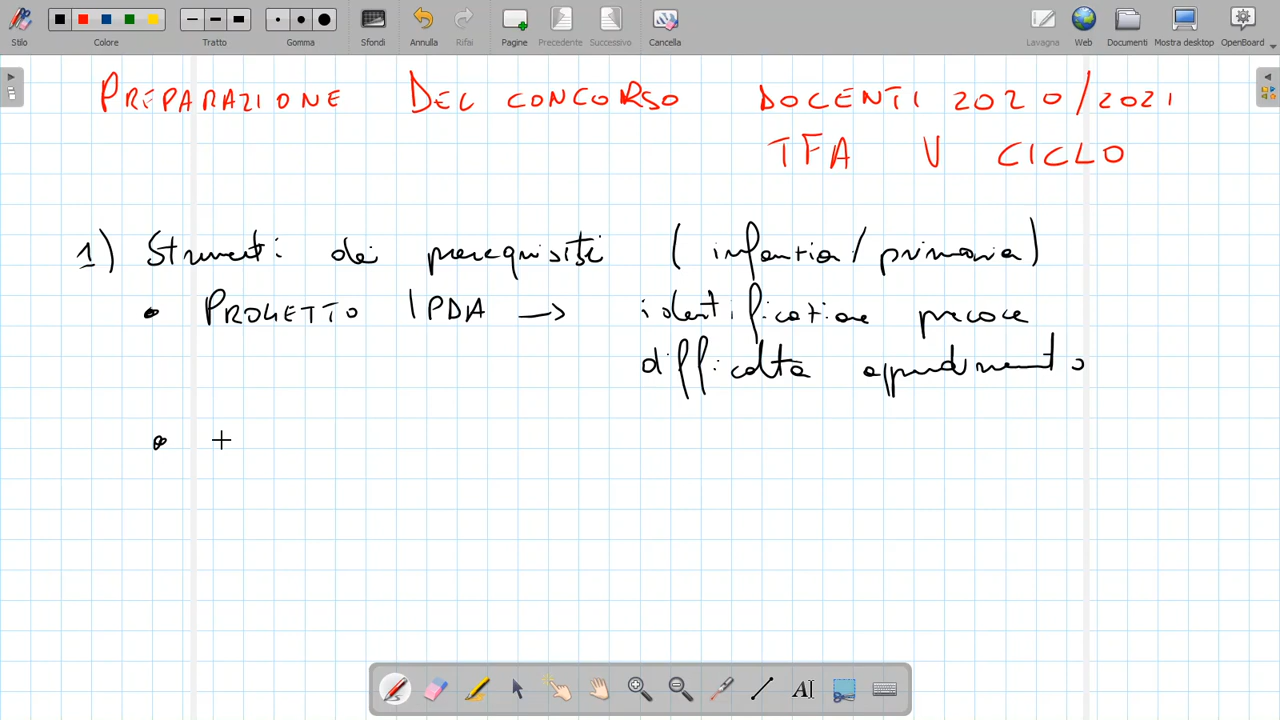 Stilo Colore Tratto Gomma Sfondi Annulla Rifai Pagine Precedente Successivo Cancella Lavagna Web Documenti Mostra desktop OpenBoard
PREPARAZIONE DEL CONCORSO DOCENTI 2020/2021
TFA V CICLO
1) Strumenti dei prerequisiti (infanzia/primaria)
• PROGETTO IPDA → identificazione precoce
difficoltà apprendimento
•